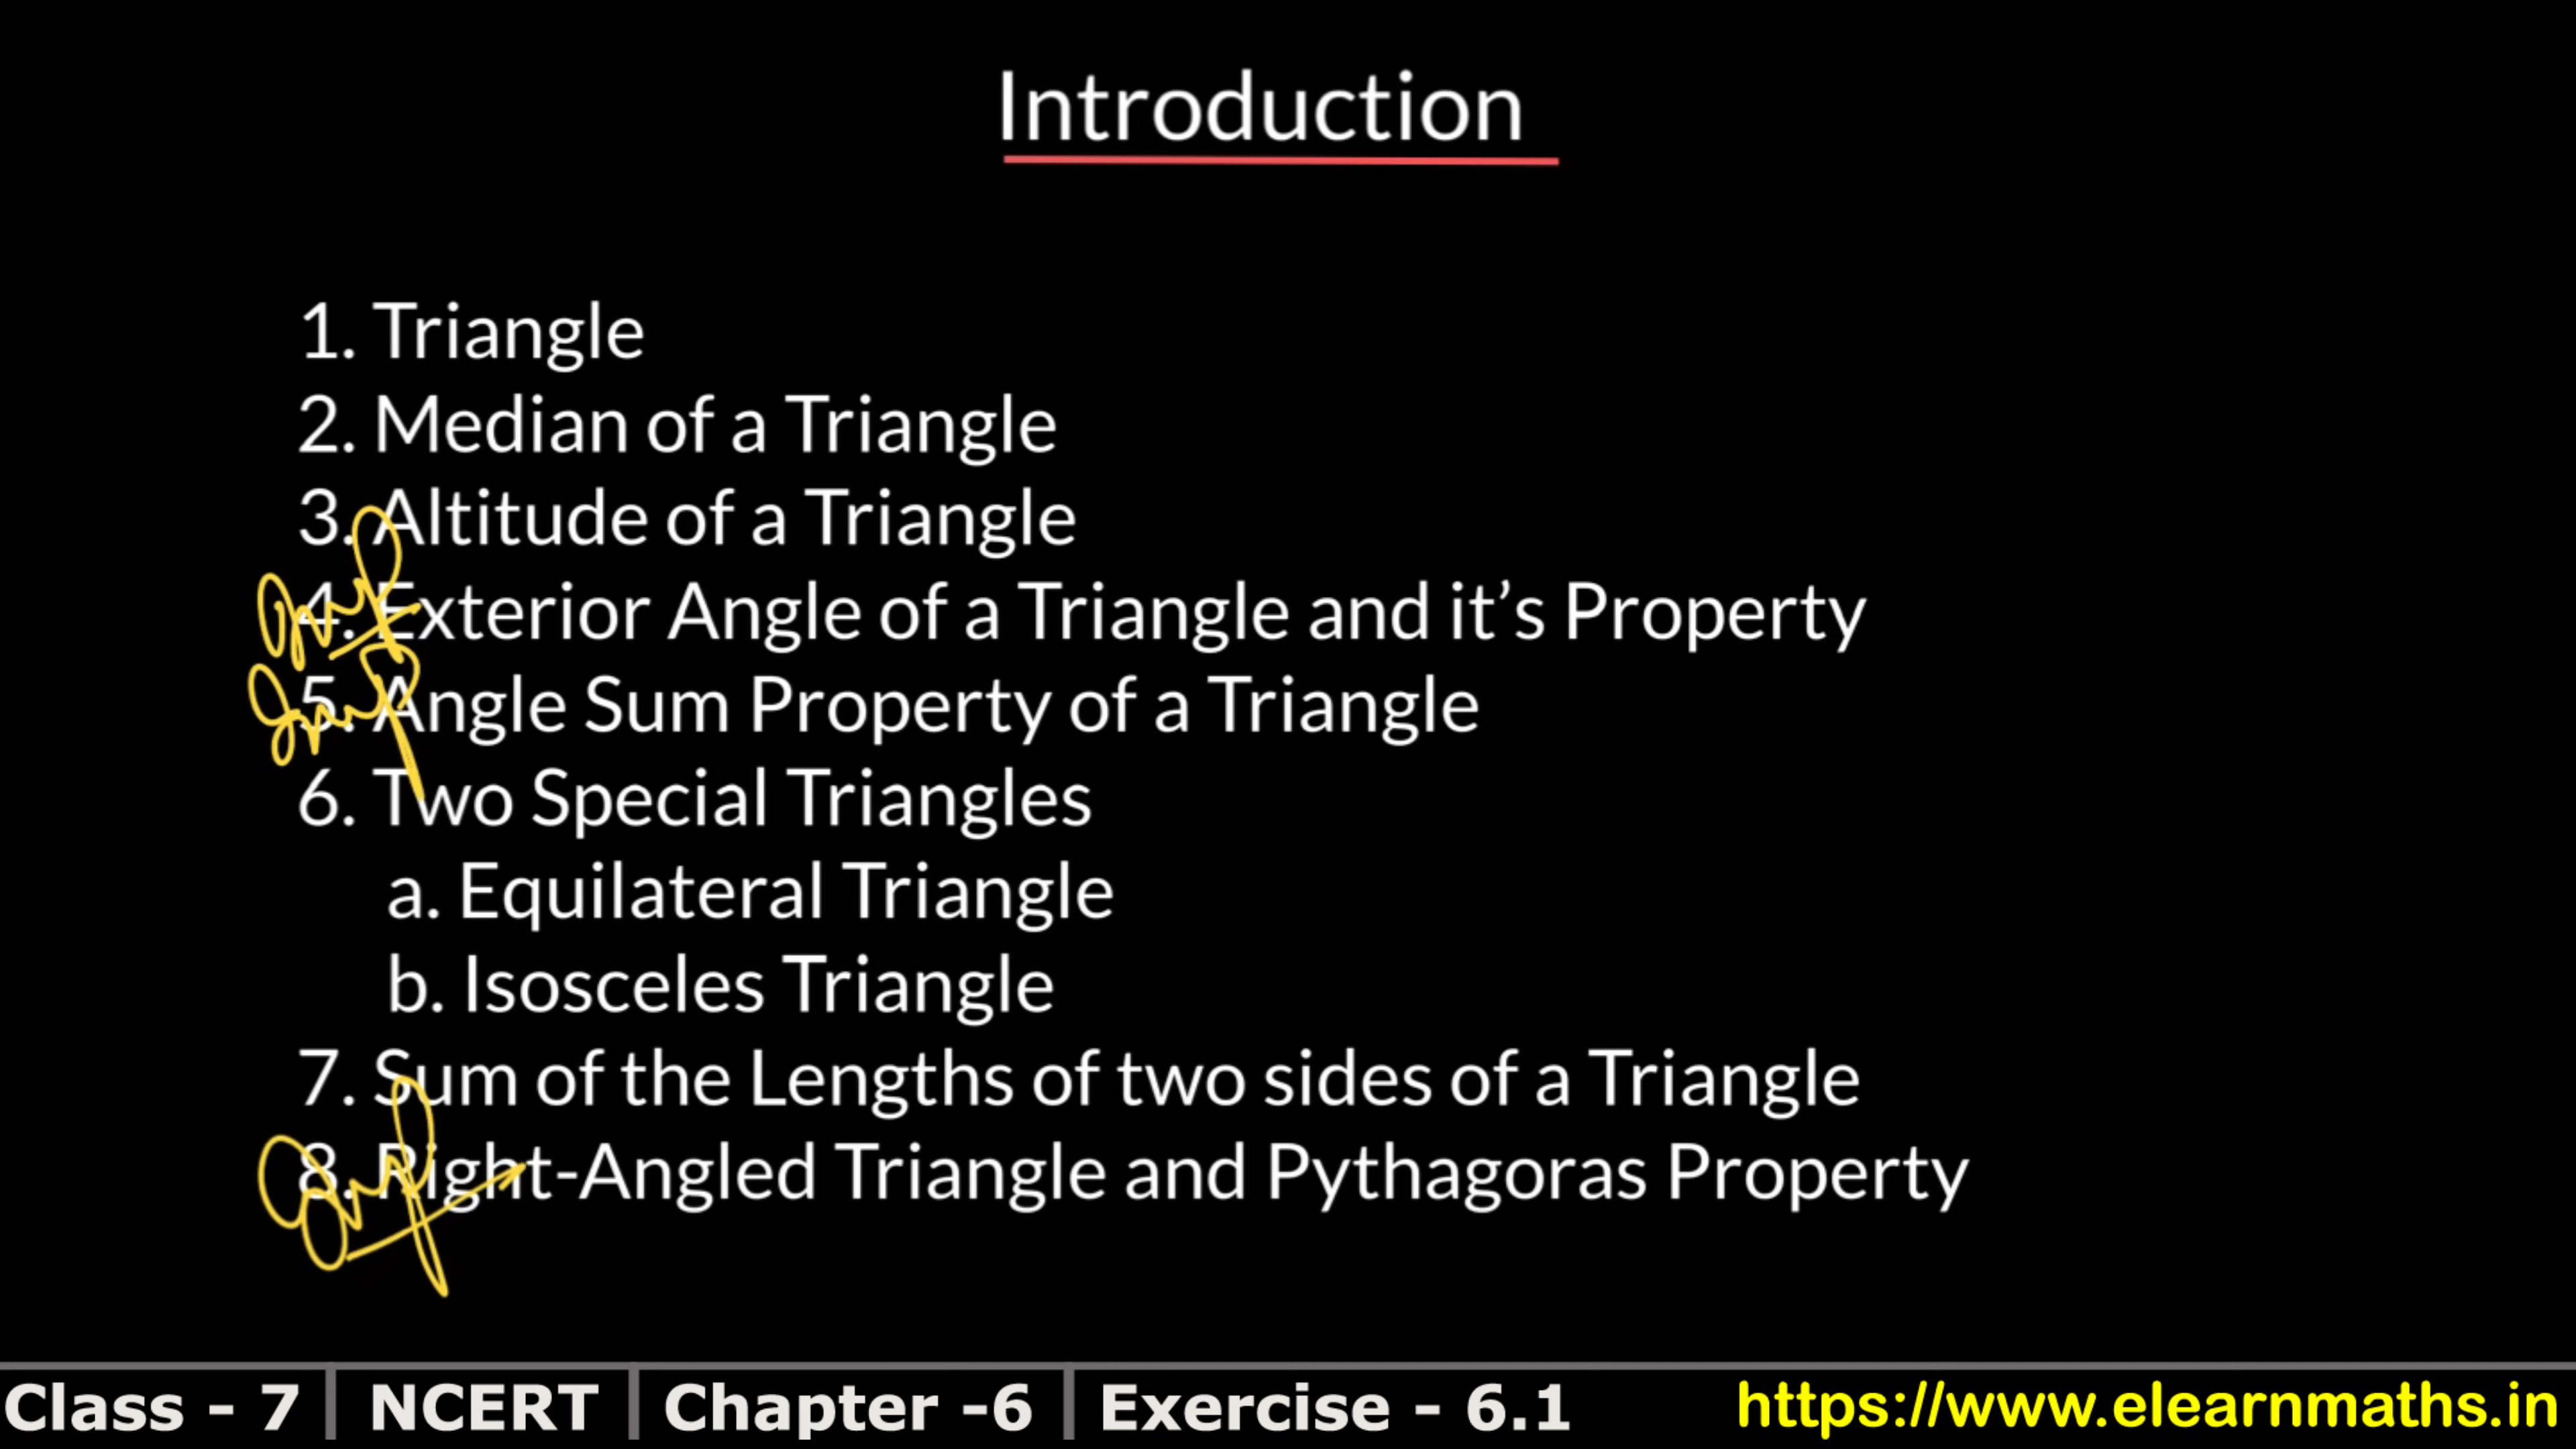 Introduction
1. Triangle
2. Median of a Triangle
3. Altitude of a Triangle
Imp
4. Exterior Angle of a Triangle and it’s Property
Imp
5. Angle Sum Property of a Triangle
6. Two Special Triangles
a. Equilateral Triangle
b. Isosceles Triangle
7. Sum of the Lengths of two sides of a Triangle
Imp
8. Right-Angled Triangle and Pythagoras Property
Class - 7 NCERT Chapter -6 Exercise - 6.1 https://www.elearnmaths.in